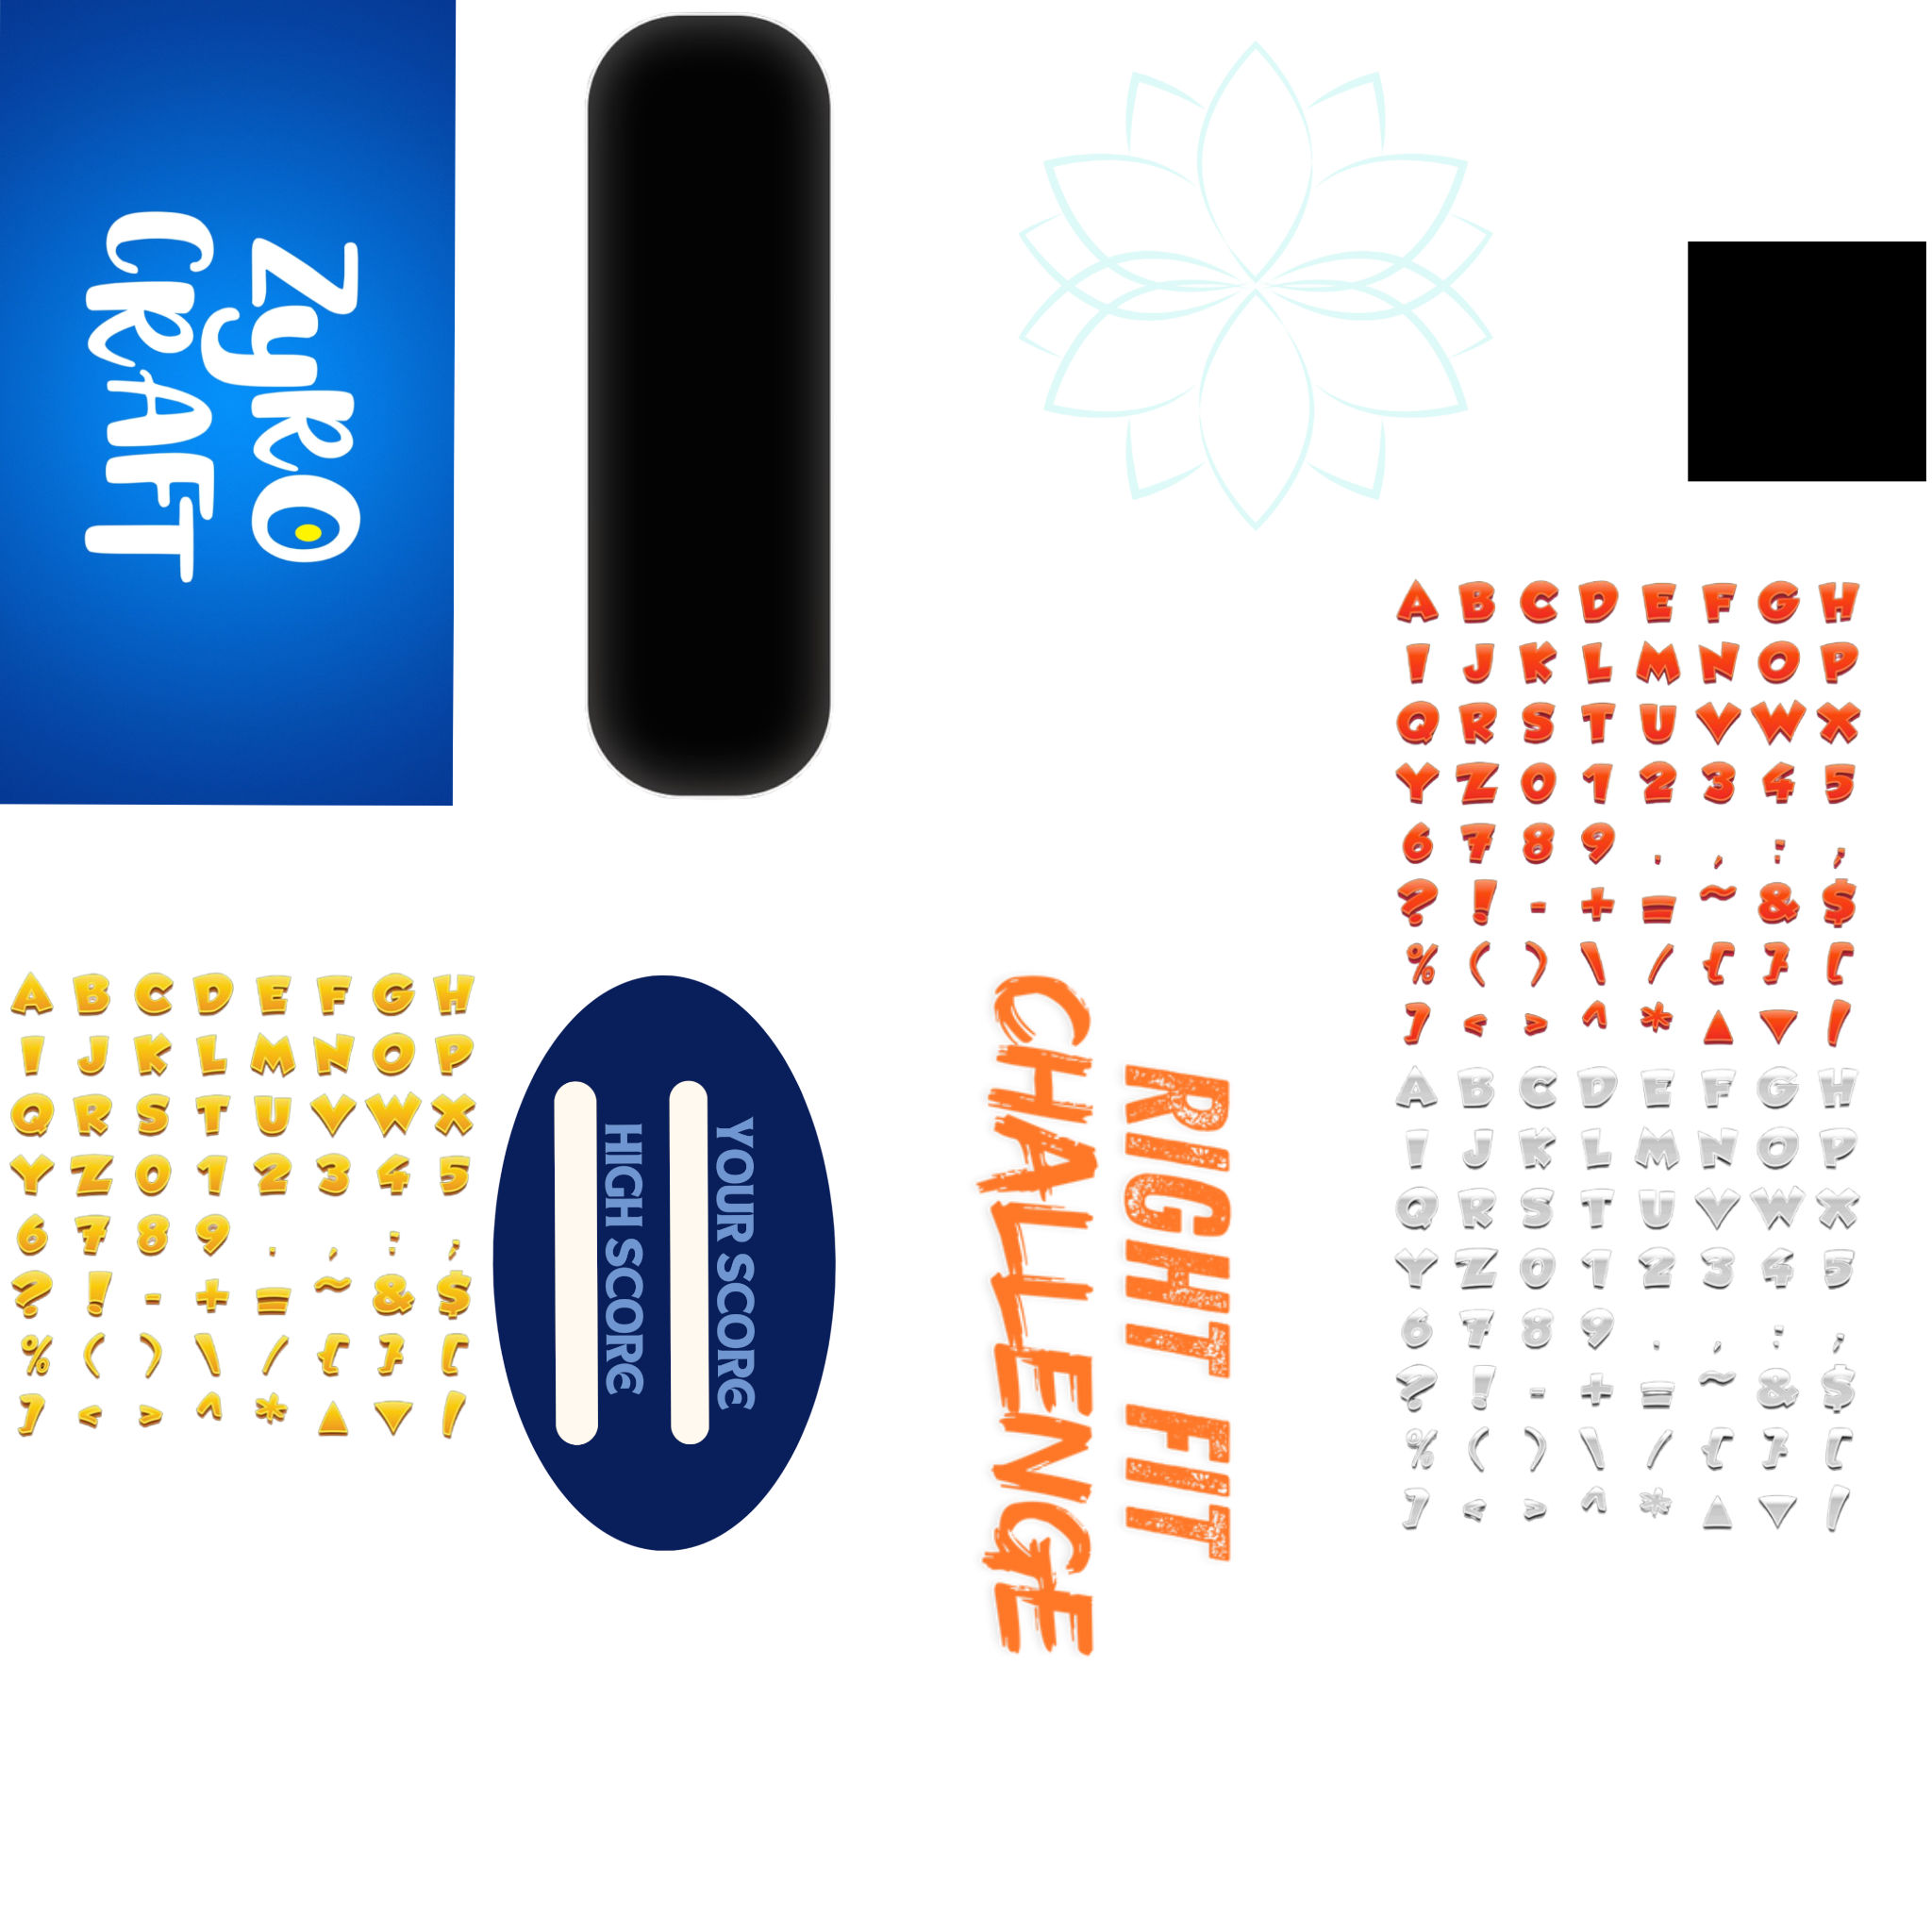 ZYKO
CRAFT
A B C D E F G H
I J K L M N O P
Q R S T U V W X
Y Z 0 1 2 3 4 5
6 7 8 9 . , : ;
? ! - + = ~ & $
% ( ) \ / { } [
] < > ^ * ▲ ▼ |
A B C D E F G H
I J K L M N O P
Q R S T U V W X
Y Z 0 1 2 3 4 5
6 7 8 9 . , : ;
? ! - + = ~ & $
% ( ) \ / { } [
] < > ^ * ▲ ▼ |
YOUR SCORE
HIGH SCORE
RIGHT FIT
CHALLENGE
A B C D E F G H
I J K L M N O P
Q R S T U V W X
Y Z 0 1 2 3 4 5
6 7 8 9 . , : ;
? ! - + = ~ & $
% ( ) \ / { } [
] < > ^ * ▲ ▼ |